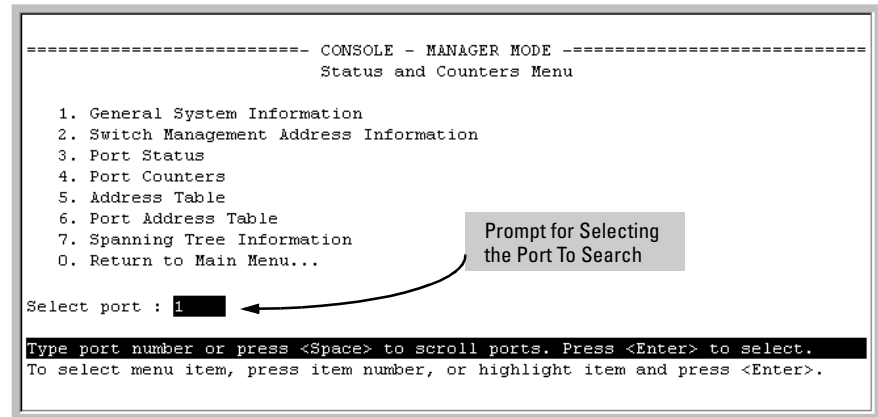 ===========================- CONSOLE - MANAGER MODE -============================
Status and Counters Menu
1. General System Information
2. Switch Management Address Information
3. Port Status
4. Port Counters
5. Address Table
6. Port Address Table
7. Spanning Tree Information
0. Return to Main Menu...
Prompt for Selecting
the Port To Search
Select port : 1
Type port number or press <Space> to scroll ports. Press <Enter> to select.
To select menu item, press item number, or highlight item and press <Enter>.